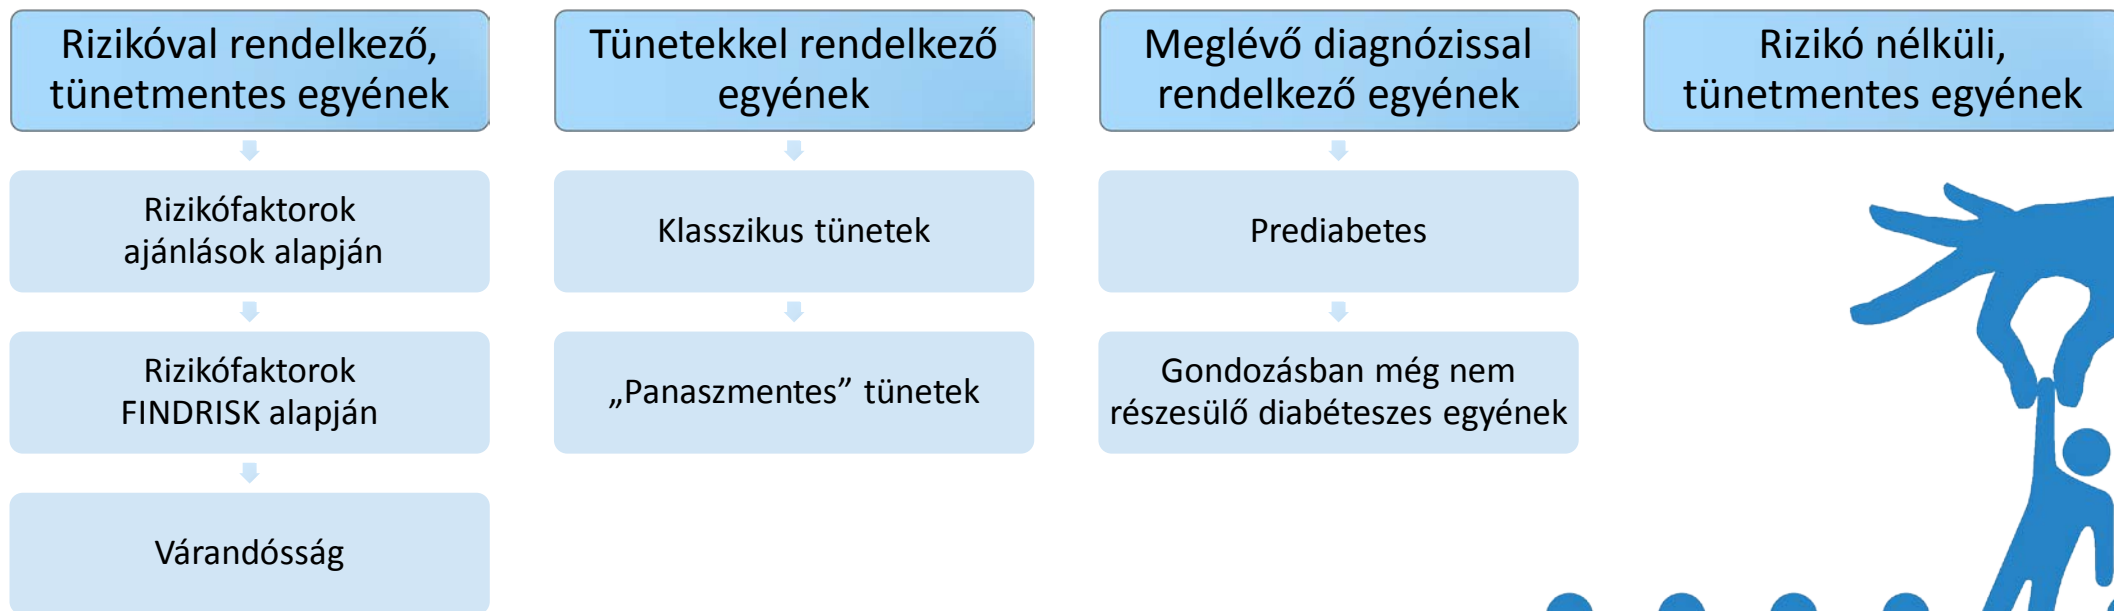 Rizikóval rendelkező,
tünetmentes egyének
Rizikófaktorok
ajánlások alapján
Rizikófaktorok
FINDRISK alapján
Várandósság
Tünetekkel rendelkező
egyének
Klasszikus tünetek
„Panaszmentes” tünetek
Meglévő diagnózissal
rendelkező egyének
Prediabetes
Gondozásban még nem
részesülő diabéteszes egyének
Rizikó nélküli,
tünetmentes egyének